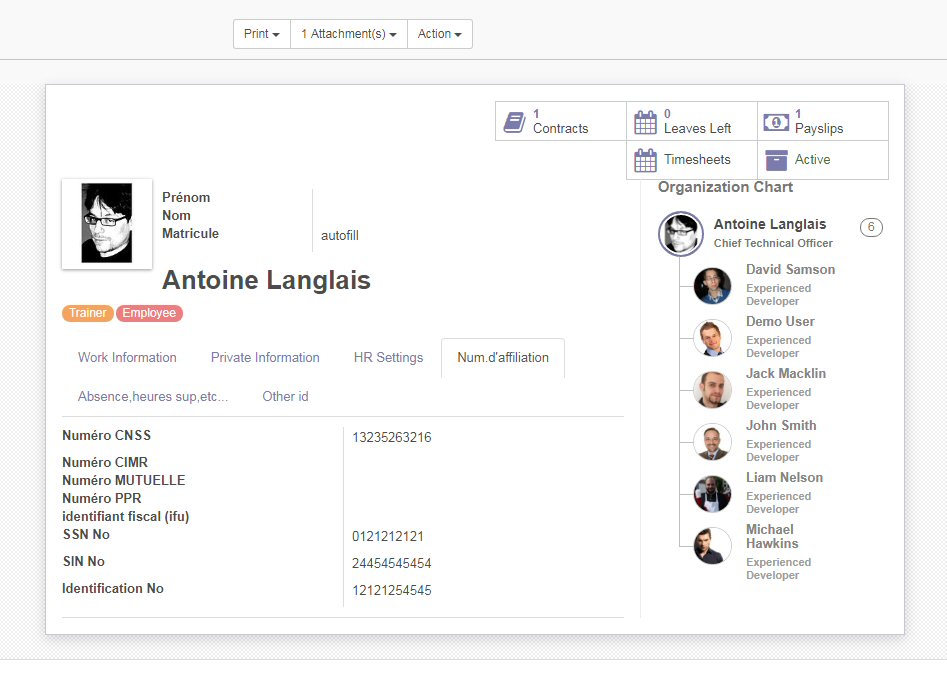 Print
1 Attachment(s)
Action
1
Contracts
0
Leaves Left
1
Payslips
Timesheets
Active
Prénom
Nom
Matricule
autofill
Antoine Langlais
Trainer
Employee
Work Information
Private Information
HR Settings
Num.d'affiliation
Absence,heures sup,etc...
Other id
Numéro CNSS
13235263216
Numéro CIMR
Numéro MUTUELLE
Numéro PPR
identifiant fiscal (ifu)
SSN No
0121212121
SIN No
24454545454
Identification No
12121254545
Organization Chart
Antoine Langlais
6
Chief Technical Officer
David Samson
Experienced
Developer
Demo User
Experienced
Developer
Jack Macklin
Experienced
Developer
John Smith
Experienced
Developer
Liam Nelson
Experienced
Developer
Michael
Hawkins
Experienced
Developer